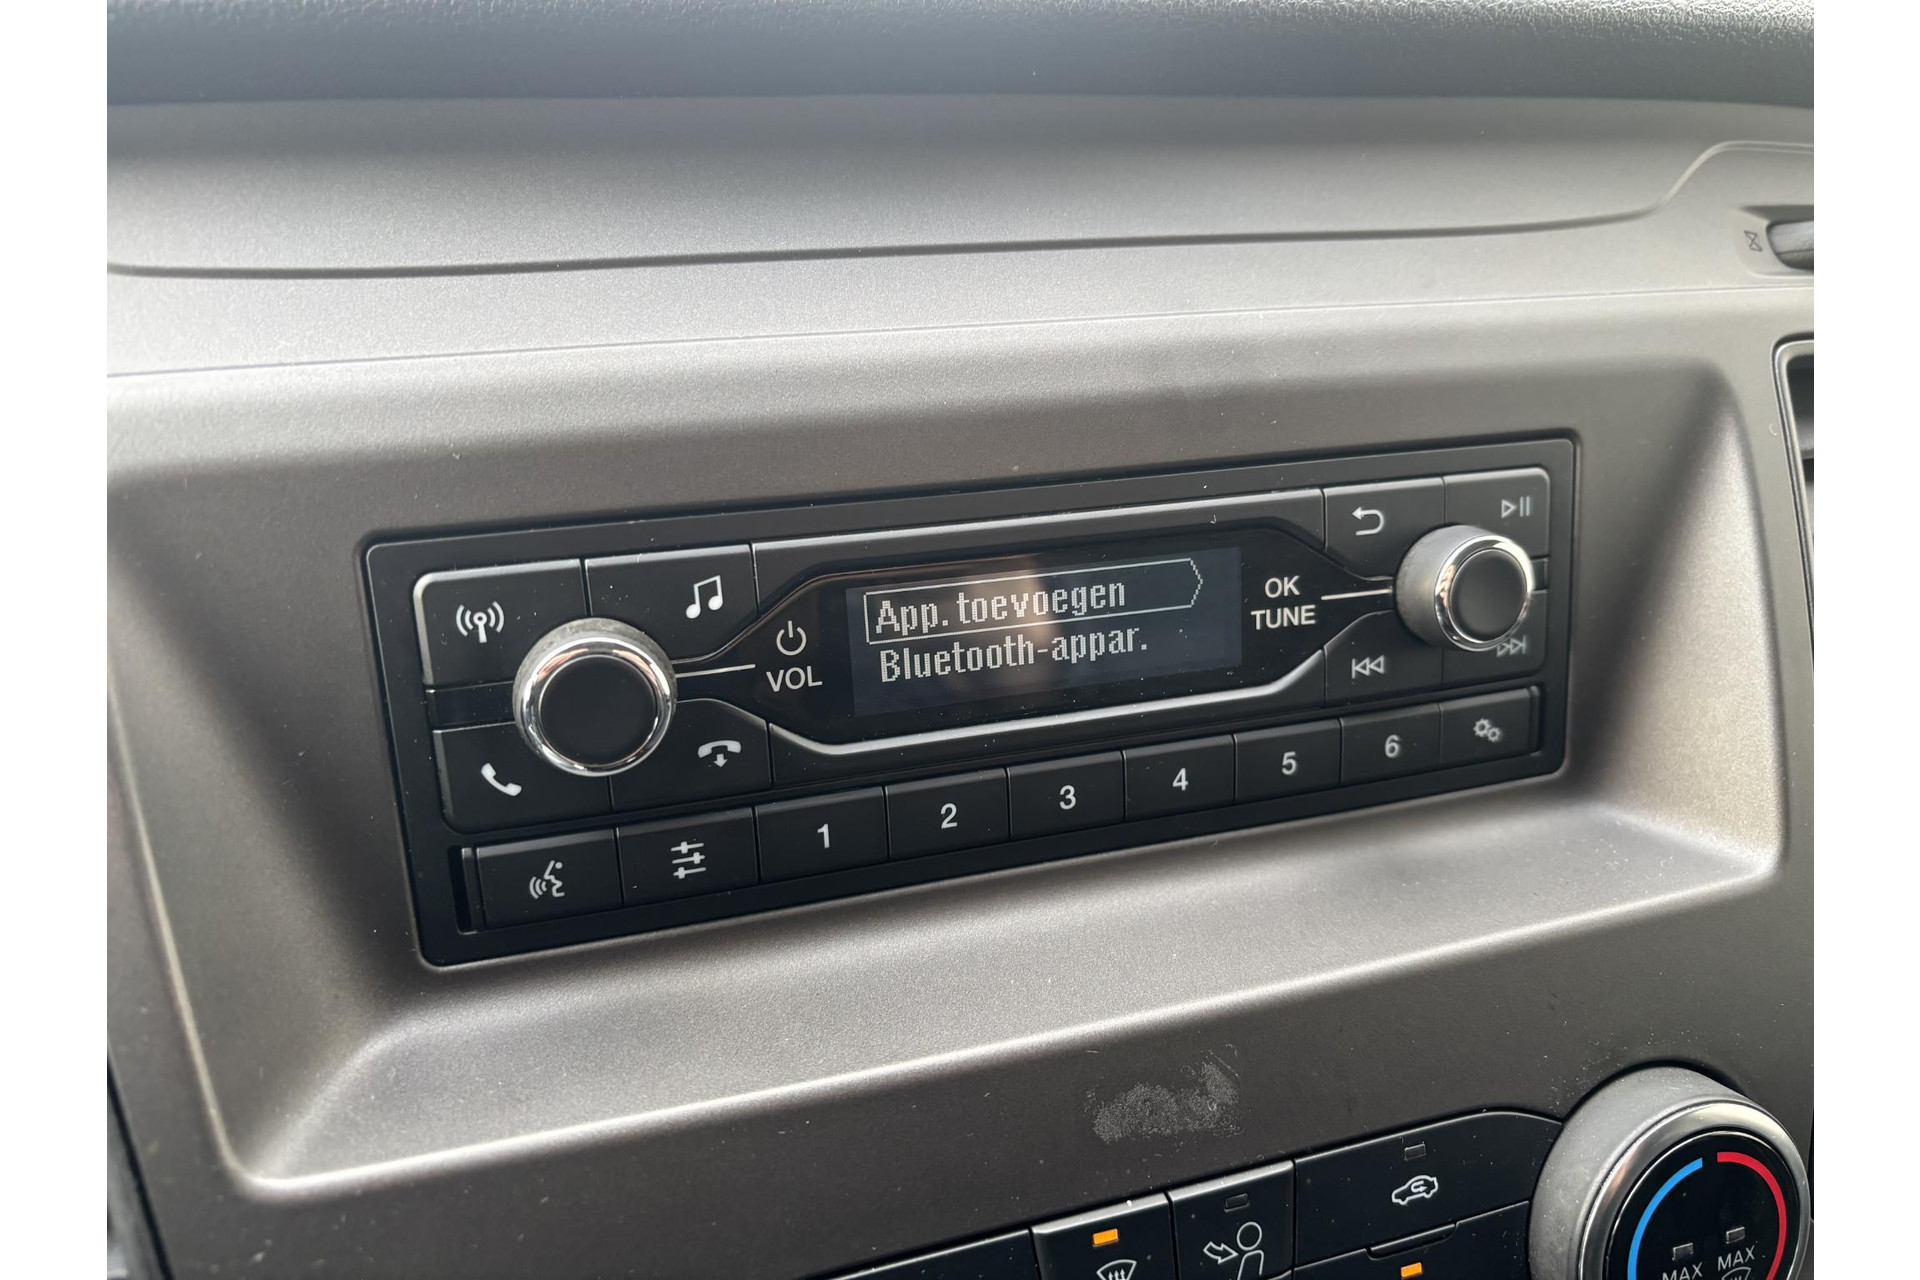 App. toevoegen
Bluetooth-appar.
VOL
OK
TUNE
1
2
3
4
5
6
MAX
MAX